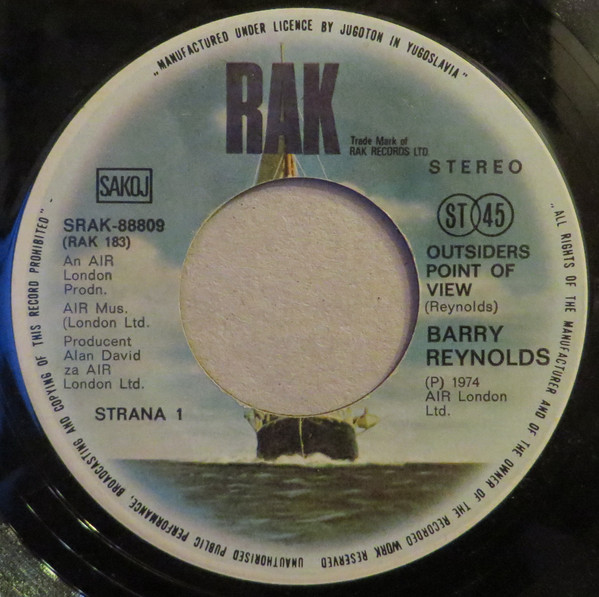 „MANUFACTURED UNDER LICENCE BY JUGOTON IN YUGOSLAVIA”
RAK
Trade Mark of
RAK RECORDS LTD.
STEREO
SAKOJ
SRAK-88809
(RAK 183)
An AIR
London
Prodn.
AIR Mus.
(London Ltd.
Producent
Alan David
za AIR
London Ltd.
STRANA 1
ST 45
OUTSIDERS
POINT OF
VIEW
(Reynolds)
BARRY
REYNOLDS
(P) 1974
AIR London
Ltd.
„ALL RIGHTS OF THE MANUFACTURER AND OF THE OWNER OF THE RECORDED WORK RESERVED
UNAUTHORISED PUBLIC PERFORMANCE, BROADCASTING AND COPYING OF THIS RECORD PROHIBITED”-